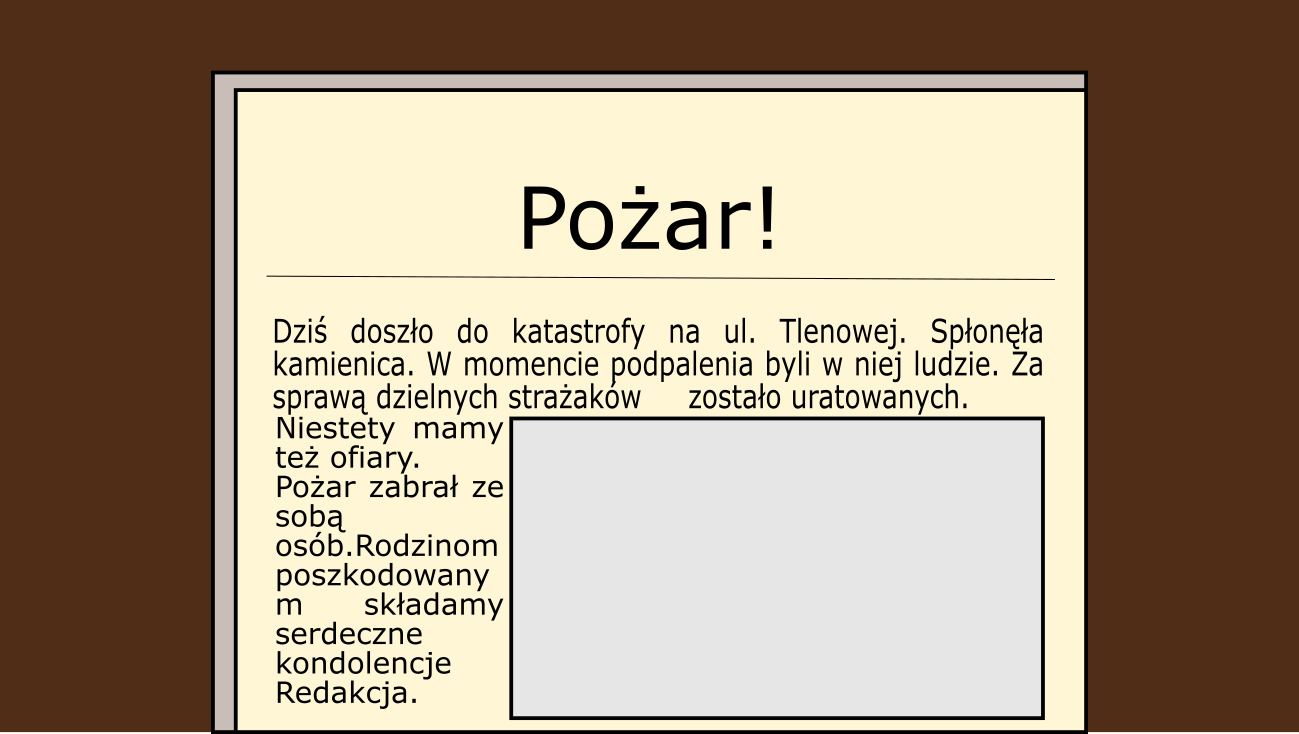 Pożar!
Dziś doszło do katastrofy na ul. Tlenowej. Spłonęła
kamienica. W momencie podpalenia byli w niej ludzie. Za
sprawą dzielnych strażaków zostało uratowanych.
Niestety mamy
też ofiary.
Pożar zabrał ze
sobą
osób.Rodzinom
poszkodowany
m składamy
serdeczne
kondolencje
Redakcja.